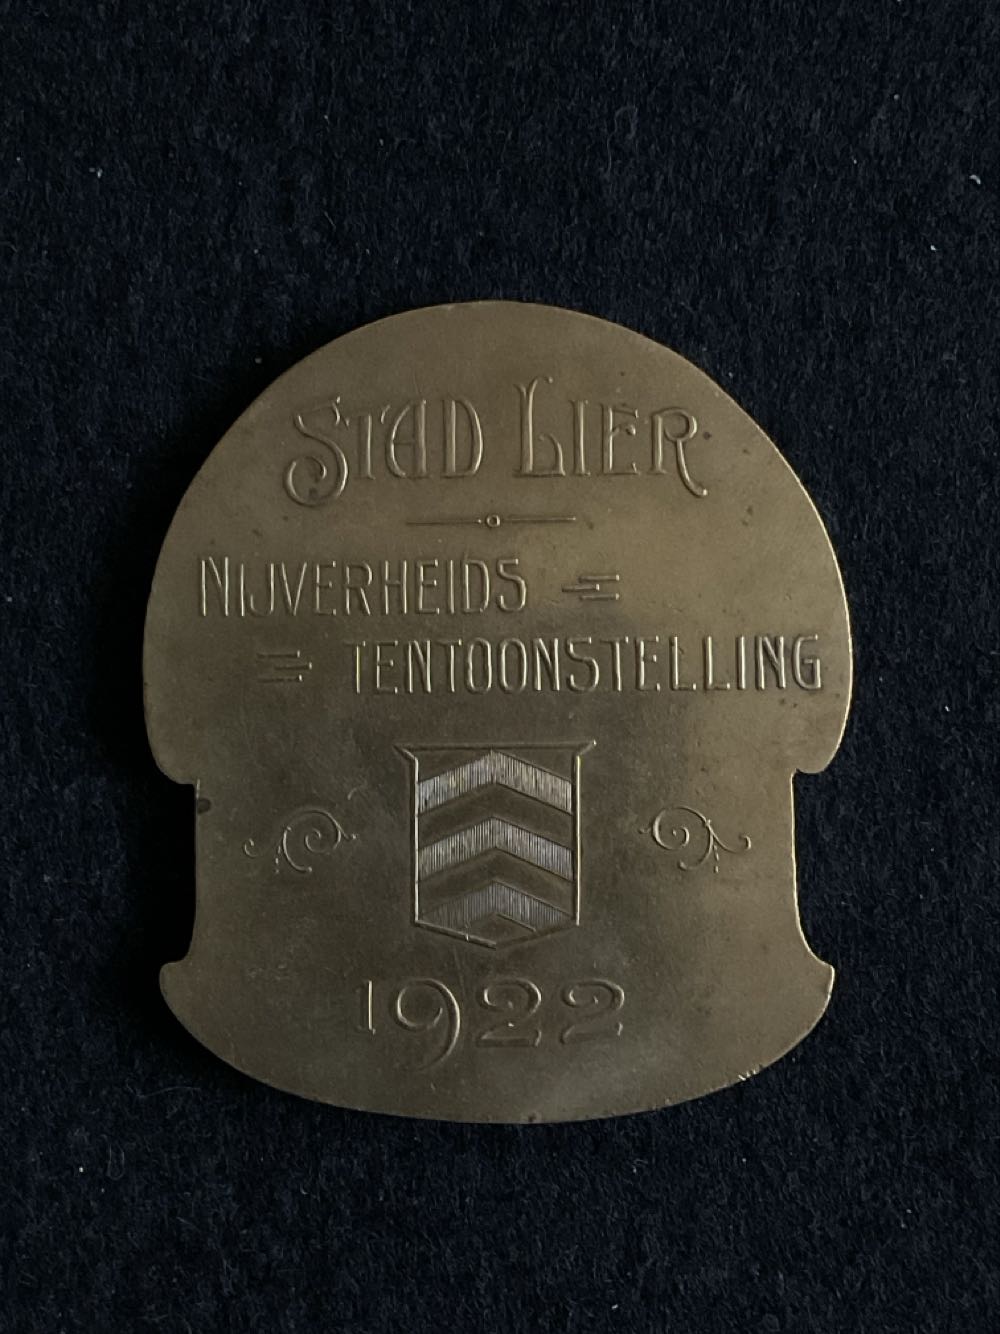 STAD LIER
NIJVERHEIDS
TENTOONSTELLING
1922